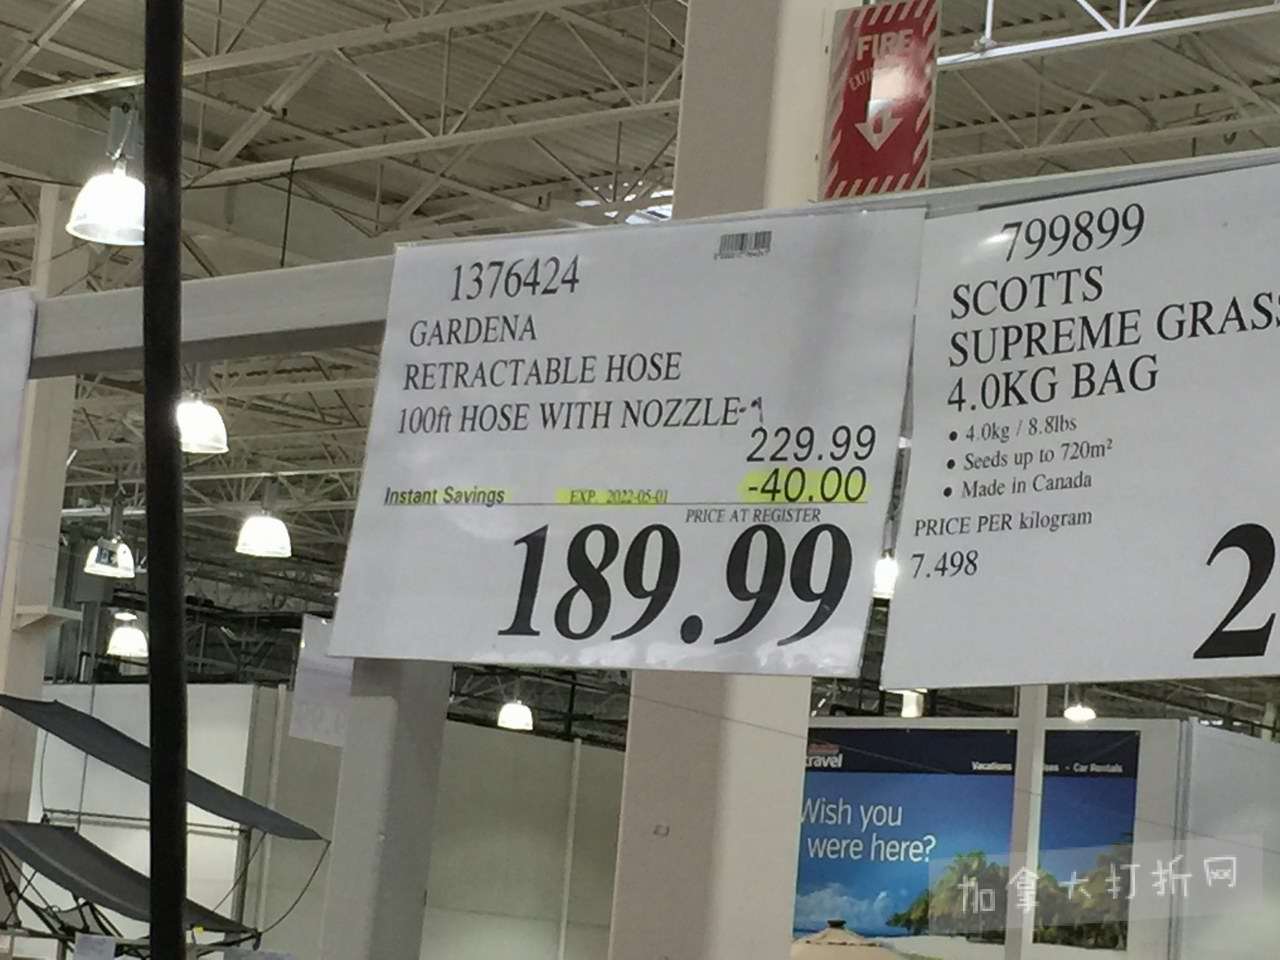 FIRE
1376424
GARDENA
RETRACTABLE HOSE
100ft HOSE WITH NOZZLE-
229.99
-40.00
Instant Savings EXP. 2022-05-01
PRICE AT REGISTER
189.99
799899
SCOTTS
SUPREME GRASS
4.0KG BAG
• 4.0kg / 8.8lbs
• Seeds up to 720m²
• Made in Canada
PRICE PER kilogram
7.498
2
travel
Vacations
• Car Rentals
Wish you
were here?
加拿大打折网